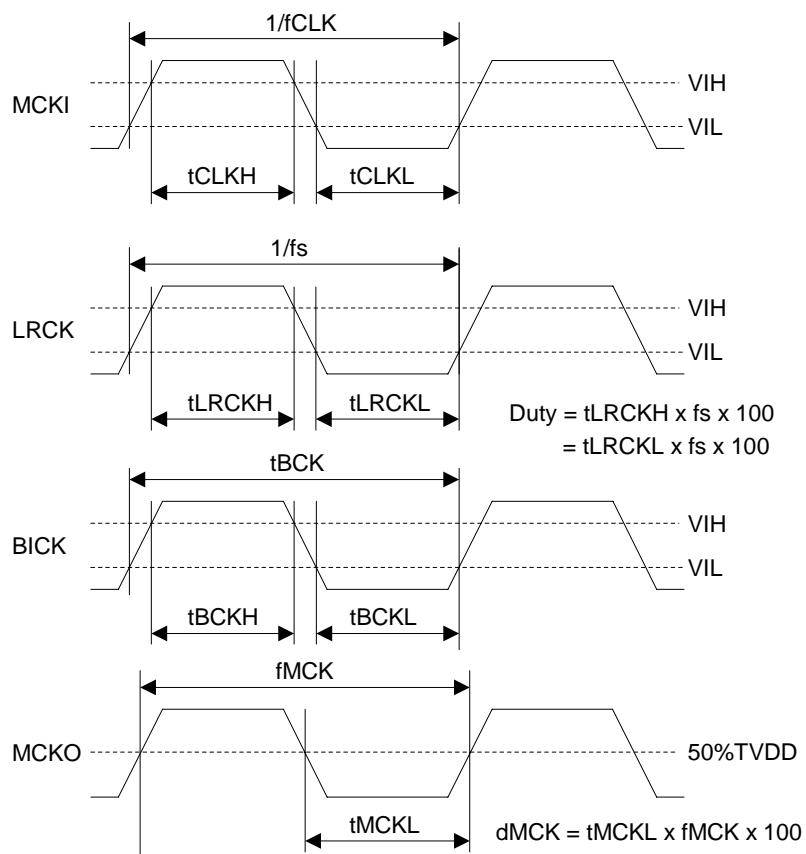 1/fCLK
VIH
MCKI
VIL
tCLKH
tCLKL
1/fs
VIH
LRCK
VIL
tLRCKH
tLRCKL
Duty = tLRCKH x fs x 100
= tLRCKL x fs x 100
tBCK
VIH
BICK
VIL
tBCKH
tBCKL
fMCK
MCKO
50%TVDD
tMCKL
dMCK = tMCKL x fMCK x 100